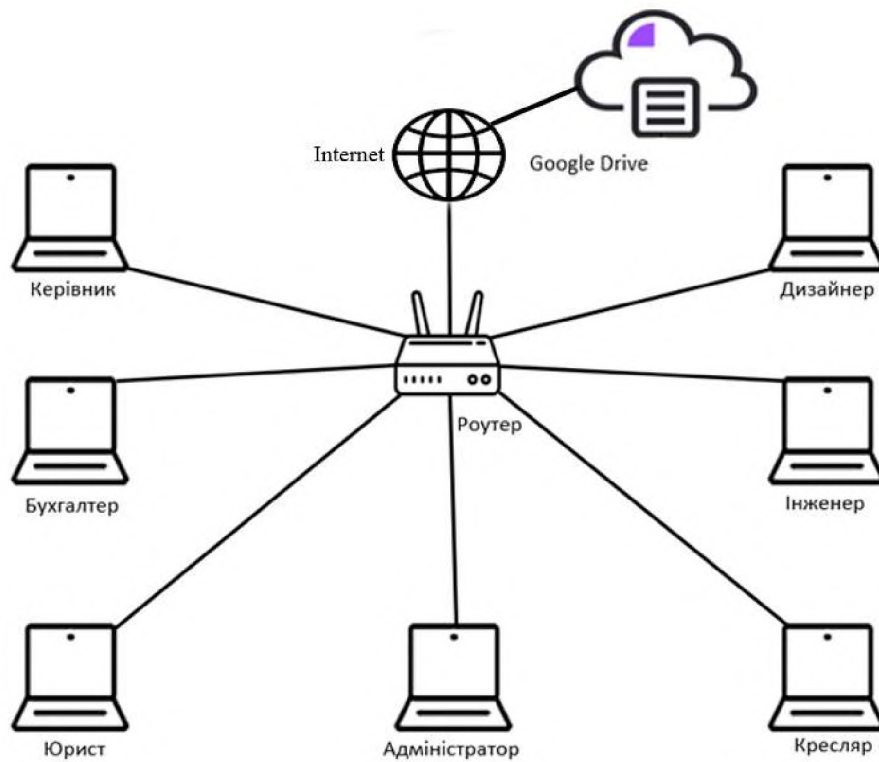 Internet
Google Drive
Керівник
Дизайнер
Роутер
Бухгалтер
Інженер
Юрист
Адміністратор
Кресляр